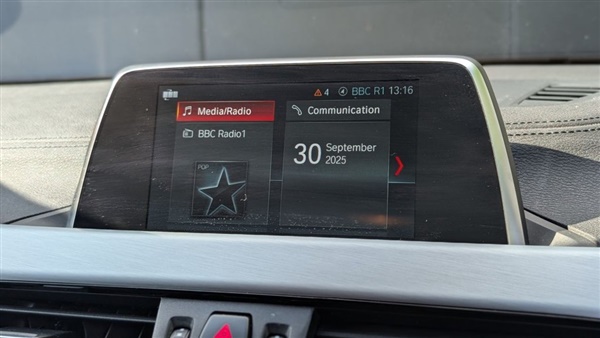 4 BBC R1 13:16
Media/Radio
BBC Radio1
POP
Communication
30 September
2025